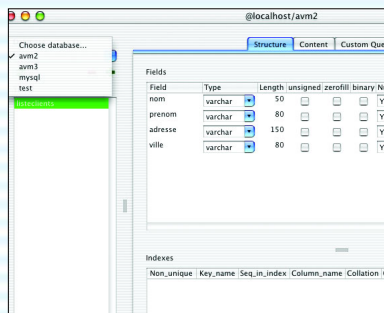 @localhost/avm2
Choose database...
✓ avm2
avm3
mysql
test
listeclients
Structure Content Custom Que
Fields
Field Type Length unsigned zerofill binary
nom varchar 50 Y
prenom varchar 80 Y
adresse varchar 150 Y
ville varchar 80 Y
Indexes
Non_unique Key_name Seq_in_index Column_name Collation